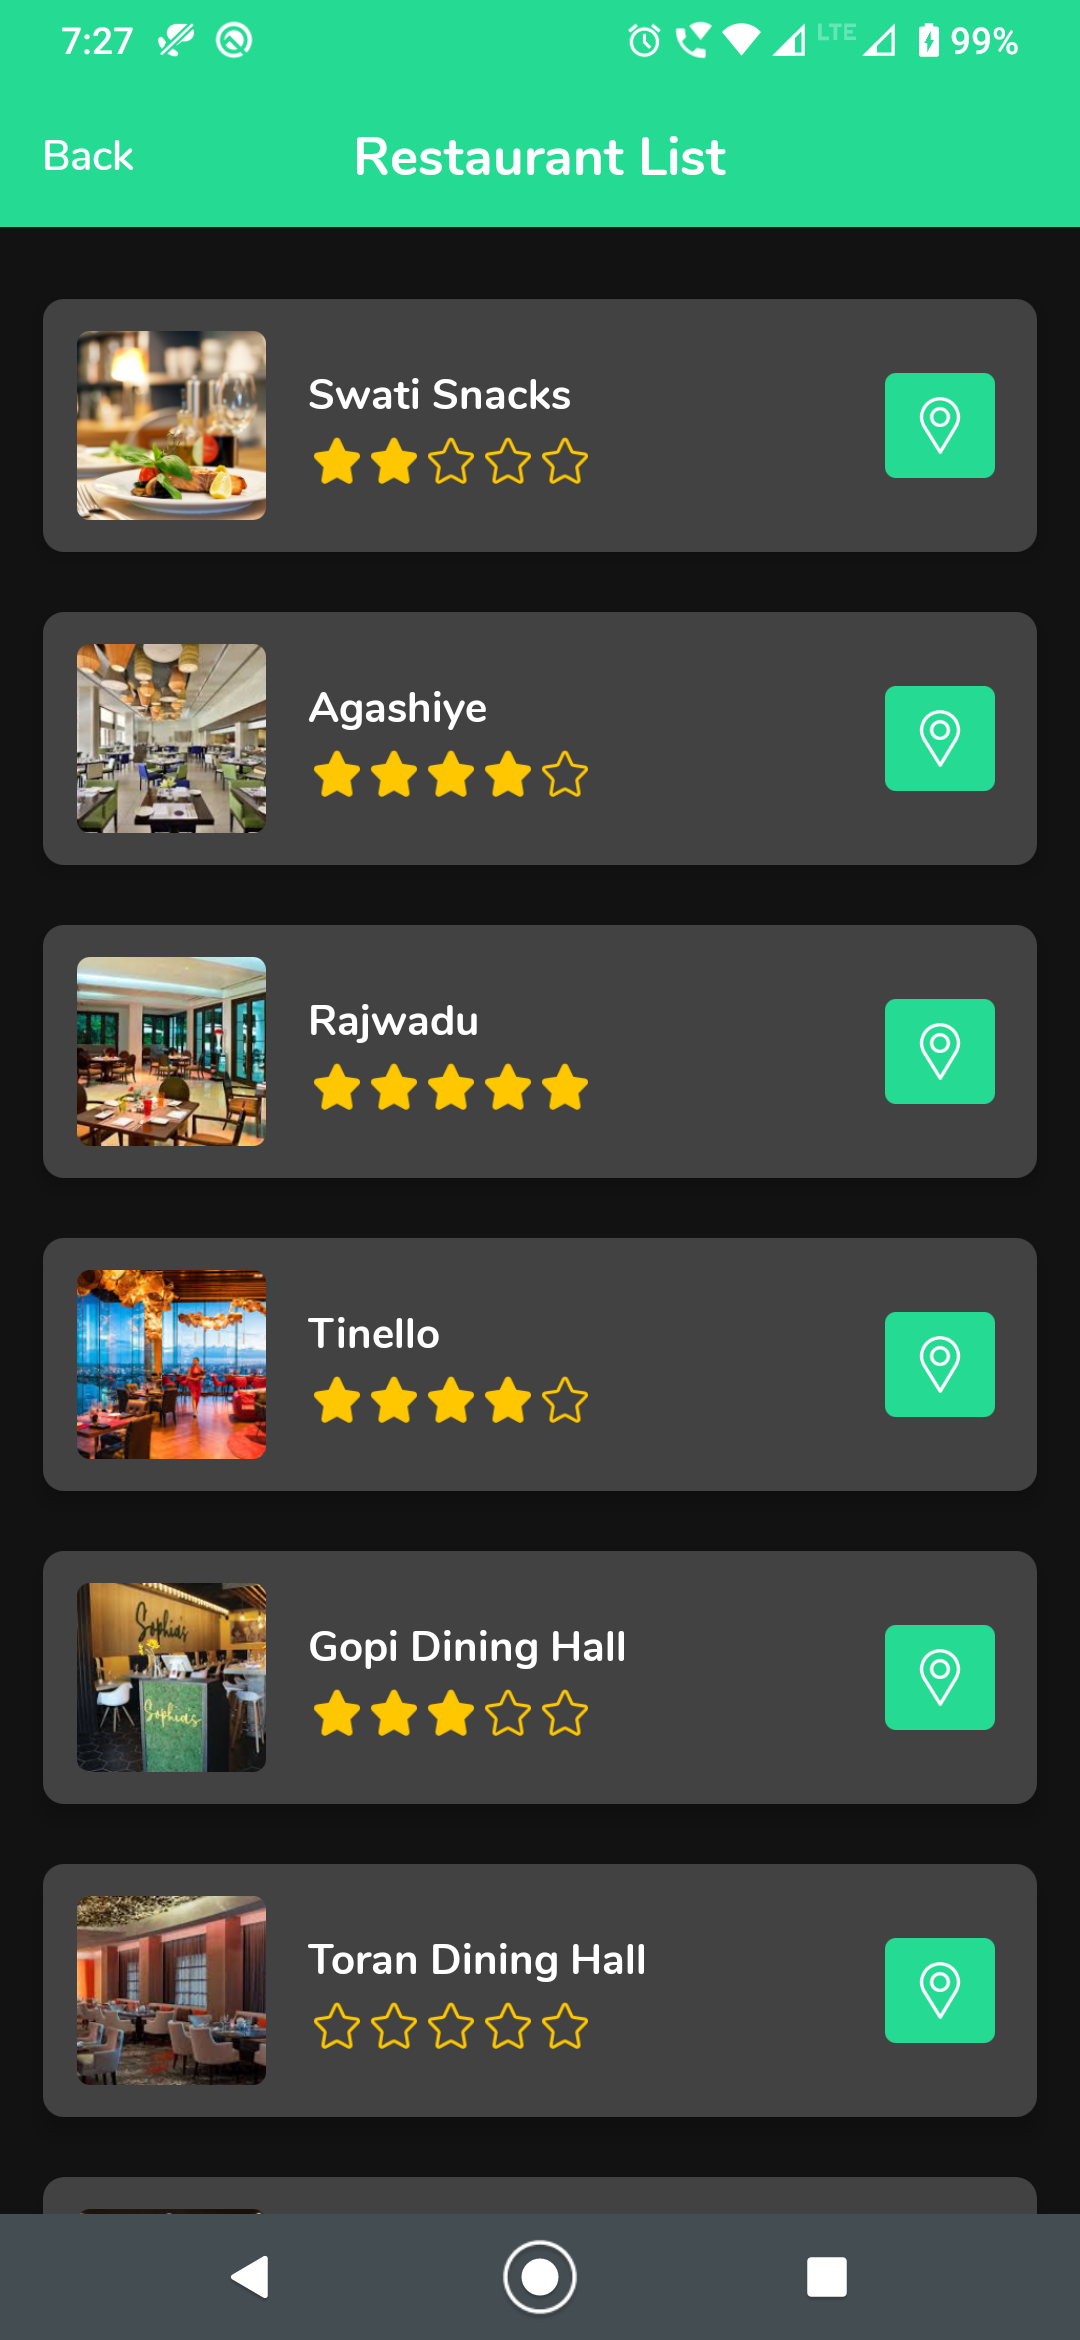 7:27
LTE
99%
Back
Restaurant List
Swati Snacks
Agashiye
Rajwadu
Tinello
Sophia's
Sophias
Gopi Dining Hall
Toran Dining Hall